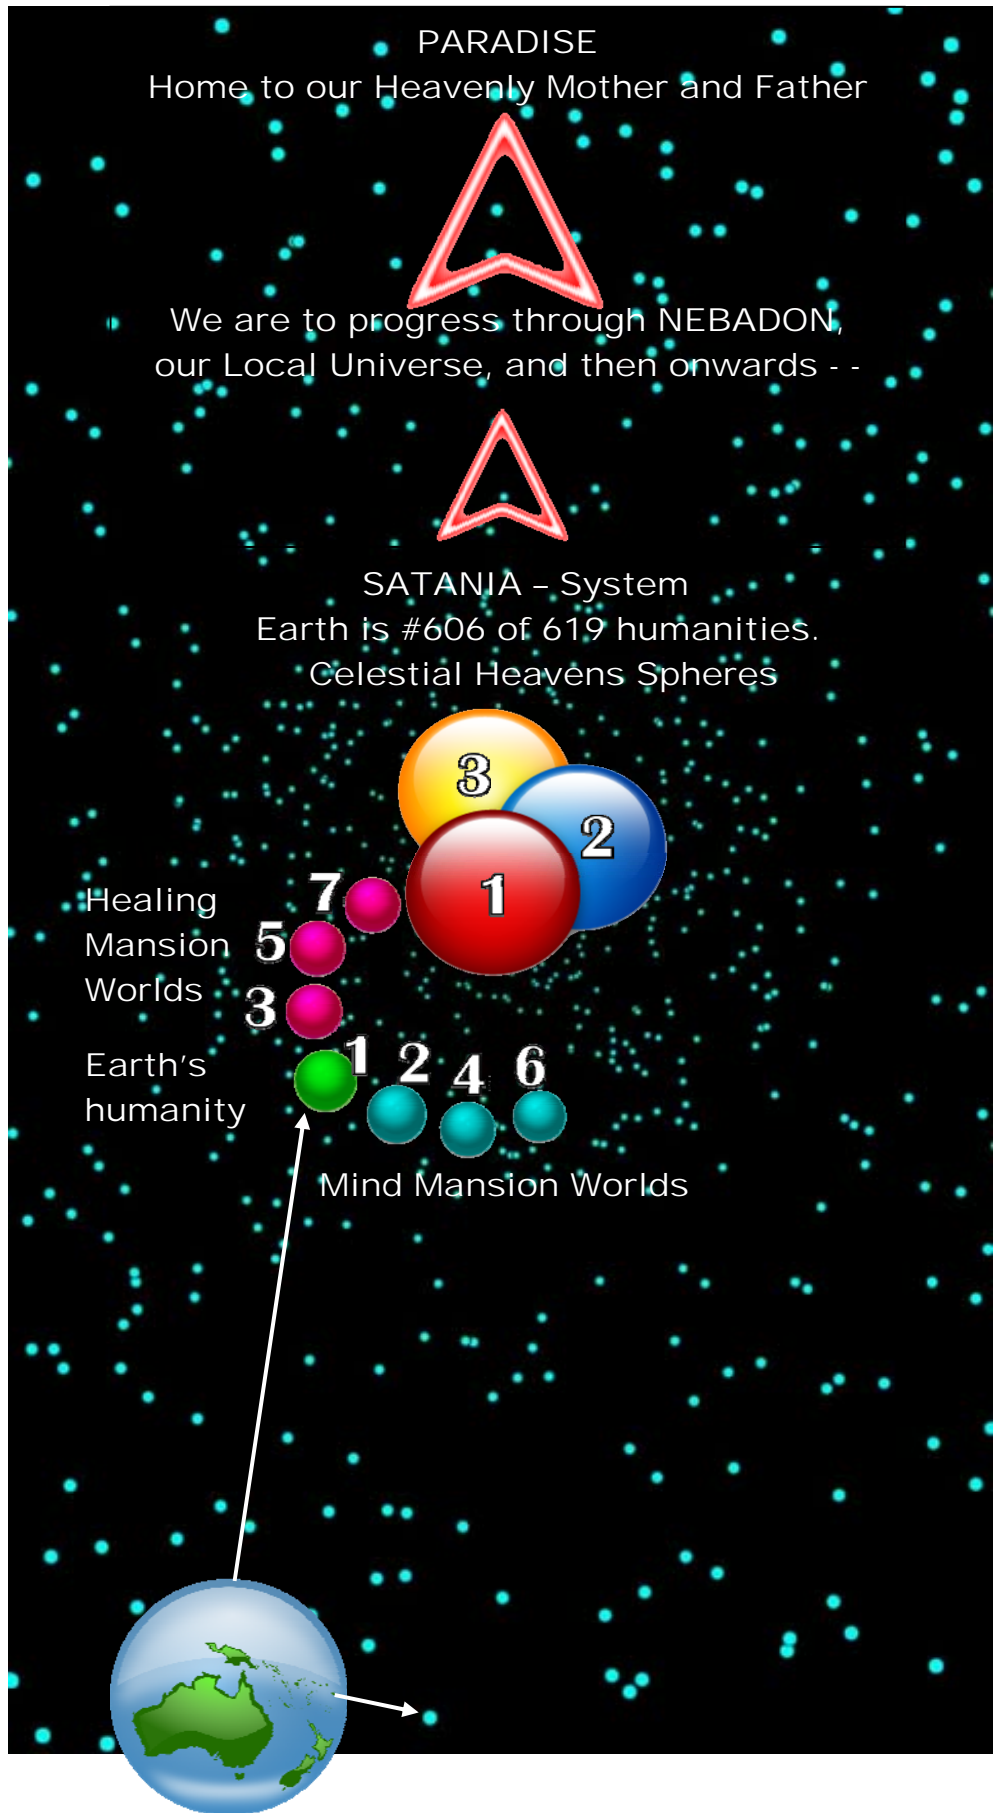 PARADISE
Home to our Heavenly Mother and Father
We are to progress through NEBADON,
our Local Universe, and then onwards - -
SATANIA – System
Earth is #606 of 619 humanities.
Celestial Heavens Spheres
3
2
1
Healing
Mansion
Worlds
7
5
3
Earth's
humanity
1
2
4
6
Mind Mansion Worlds